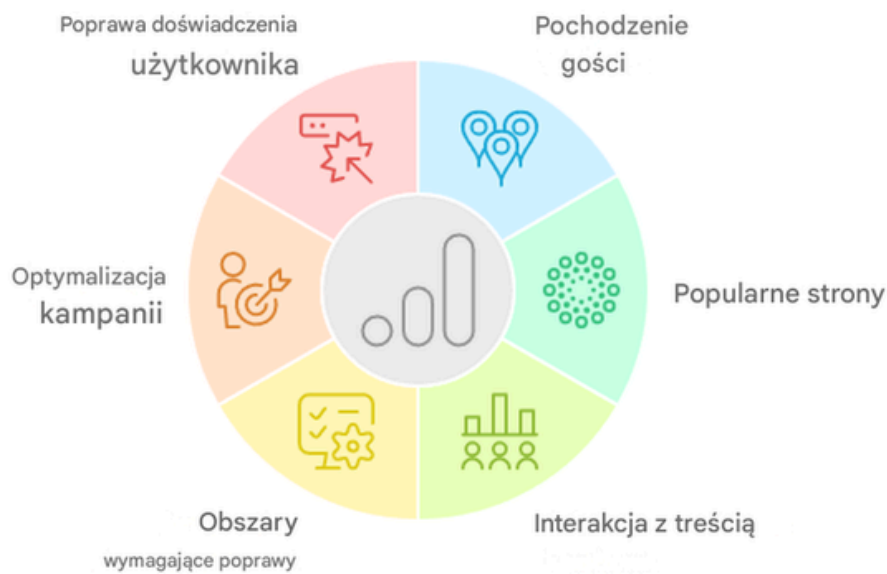 Poprawa doświadczenia
użytkownika
Pochodzenie
gości
Optymalizacja
kampanii
Popularne strony
Obszary
wymagające poprawy
Interakcja z treścią